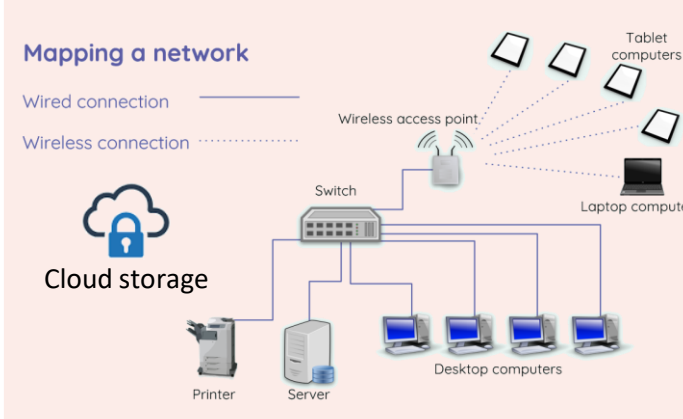 Mapping a network
Wired connection
Wireless connection
Tablet
computers
Wireless access point
Laptop compute
Switch
Cloud storage
Desktop computers
Printer
Server